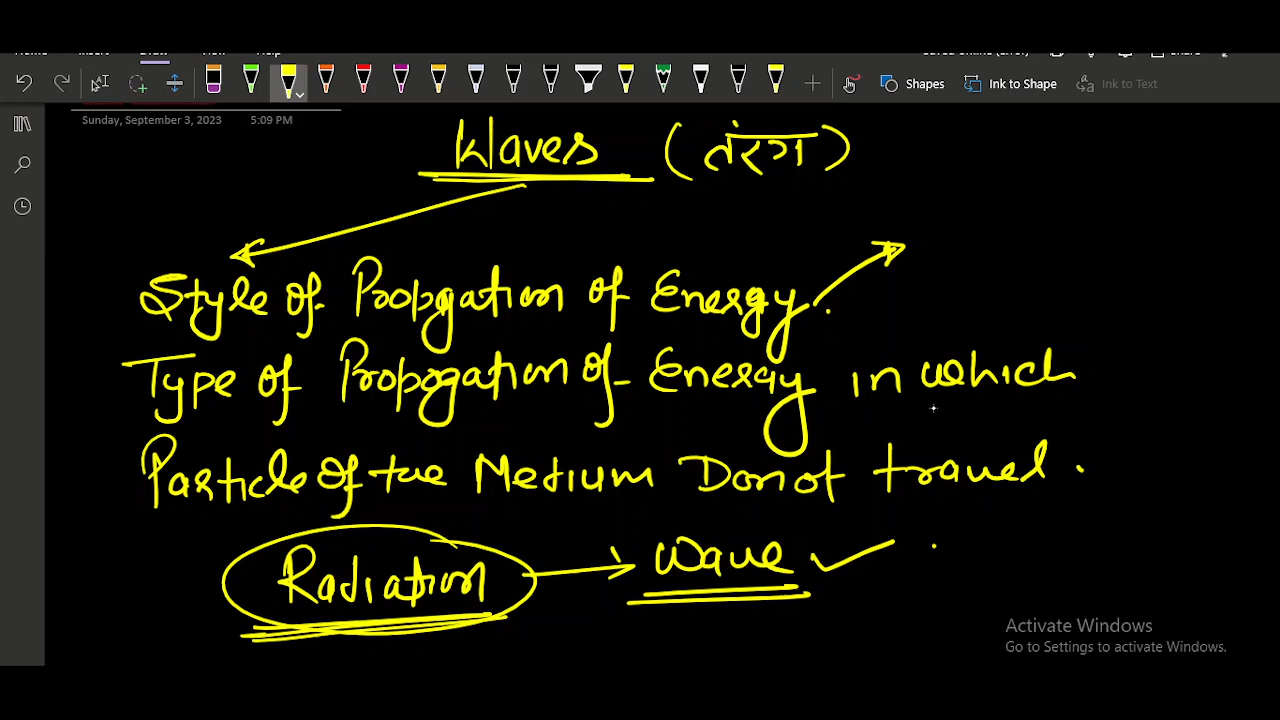 Ink to Shape
Shapes
Ink to Text
Sunday, September 3, 2023 5:09 PM
Waves (तंरग)
Style of Propgation of Energy.
Type of Propogation of Energy in which
Particle of the Medium Donot travel.
Radiation → Wave ✓
Activate Windows
Go to Settings to activate Windows.